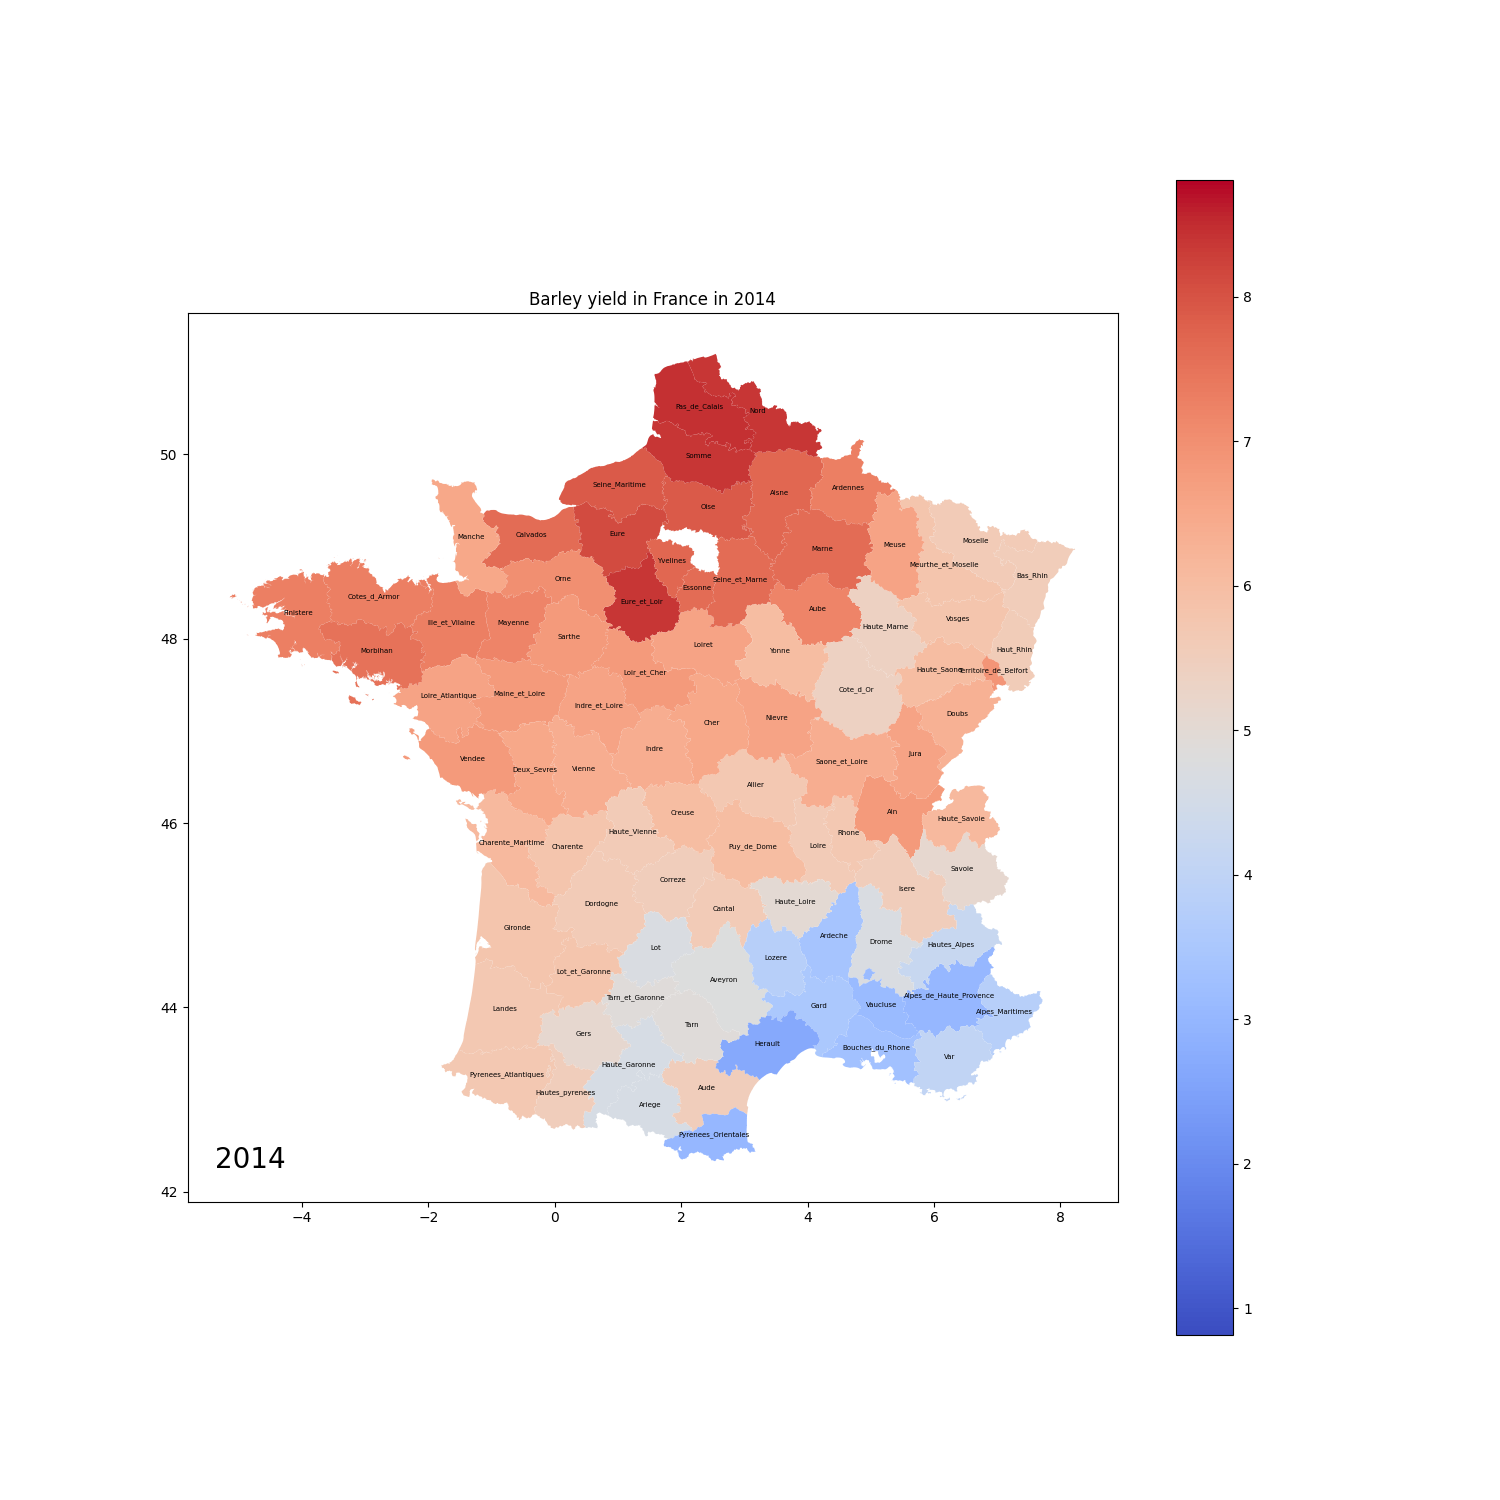 Barley yield in France in 2014
8
7
6
5
4
3
2
1
50
48
46
44
42
−4
−2
0
2
4
6
8
2014
Pas_de_Calais
Nord
Somme
Seine_Maritime
Oise
Aisne
Ardennes
Manche
Calvados
Eure
Yvelines
Marne
Meuse
Moselle
Meurthe_et_Moselle
Bas_Rhin
Orne
Essonne
Seine_et_Marne
Eure_et_Loir
Cotes_d_Armor
Finistere
Ille_et_Vilaine
Mayenne
Sarthe
Aube
Haute_Marne
Vosges
Morbihan
Loiret
Yonne
Haut_Rhin
Loir_et_Cher
Haute_Saone
Territoire_de_Belfort
Loire_Atlantique
Maine_et_Loire
Indre_et_Loire
Cote_d_Or
Cher
Nievre
Doubs
Vendee
Deux_Sevres
Vienne
Indre
Saone_et_Loire
Jura
Allier
Creuse
Ain
Haute_Savoie
Charente_Maritime
Charente
Haute_Vienne
Puy_de_Dome
Loire
Rhone
Savoie
Correze
Isere
Dordogne
Cantal
Haute_Loire
Gironde
Lot
Ardeche
Drome
Hautes_Alpes
Lot_et_Garonne
Aveyron
Lozere
Landes
Tarn_et_Garonne
Gard
Vaucluse
Alpes_de_Haute_Provence
Alpes_Maritimes
Gers
Tarn
Herault
Bouches_du_Rhone
Var
Haute_Garonne
Pyrenees_Atlantiques
Hautes_pyrenees
Aude
Ariege
Pyrenees_Orientales